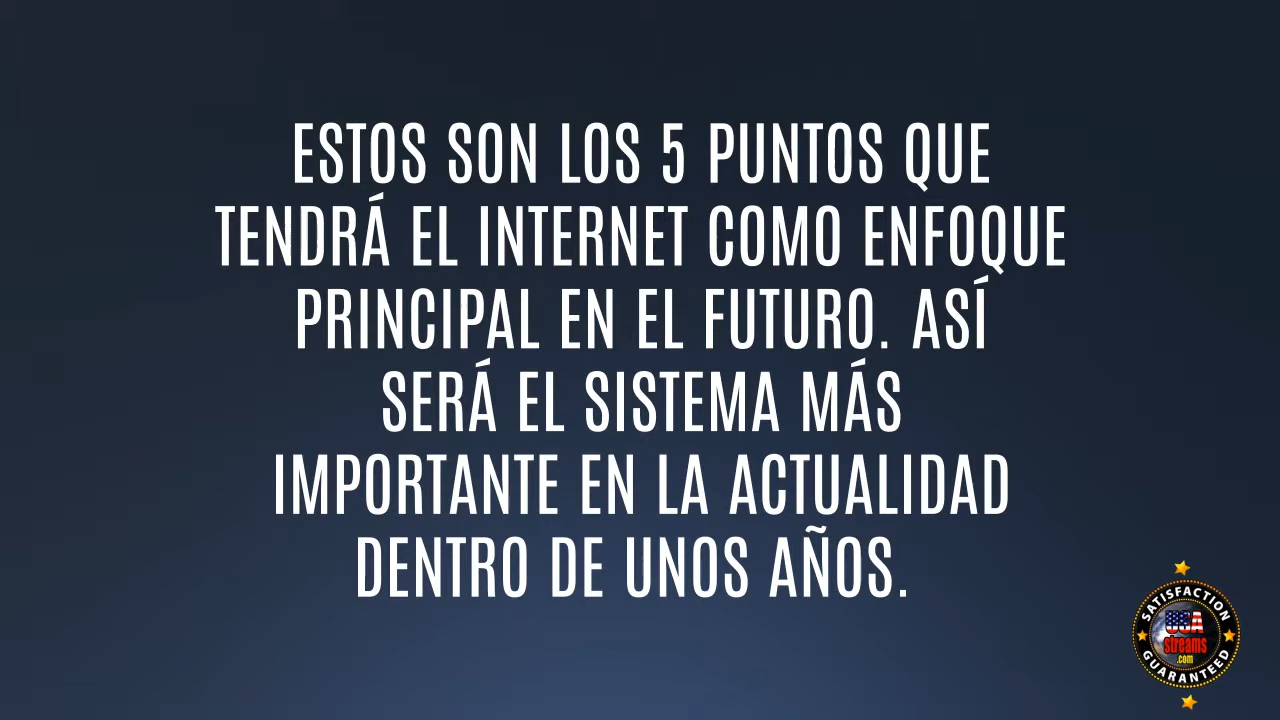 ESTOS SON LOS 5 PUNTOS QUE
TENDRÁ EL INTERNET COMO ENFOQUE
PRINCIPAL EN EL FUTURO. ASÍ
SERÁ EL SISTEMA MÁS
IMPORTANTE EN LA ACTUALIDAD
DENTRO DE UNOS AÑOS.
SATISFACTION
USA
streams
.com
GUARANTEED